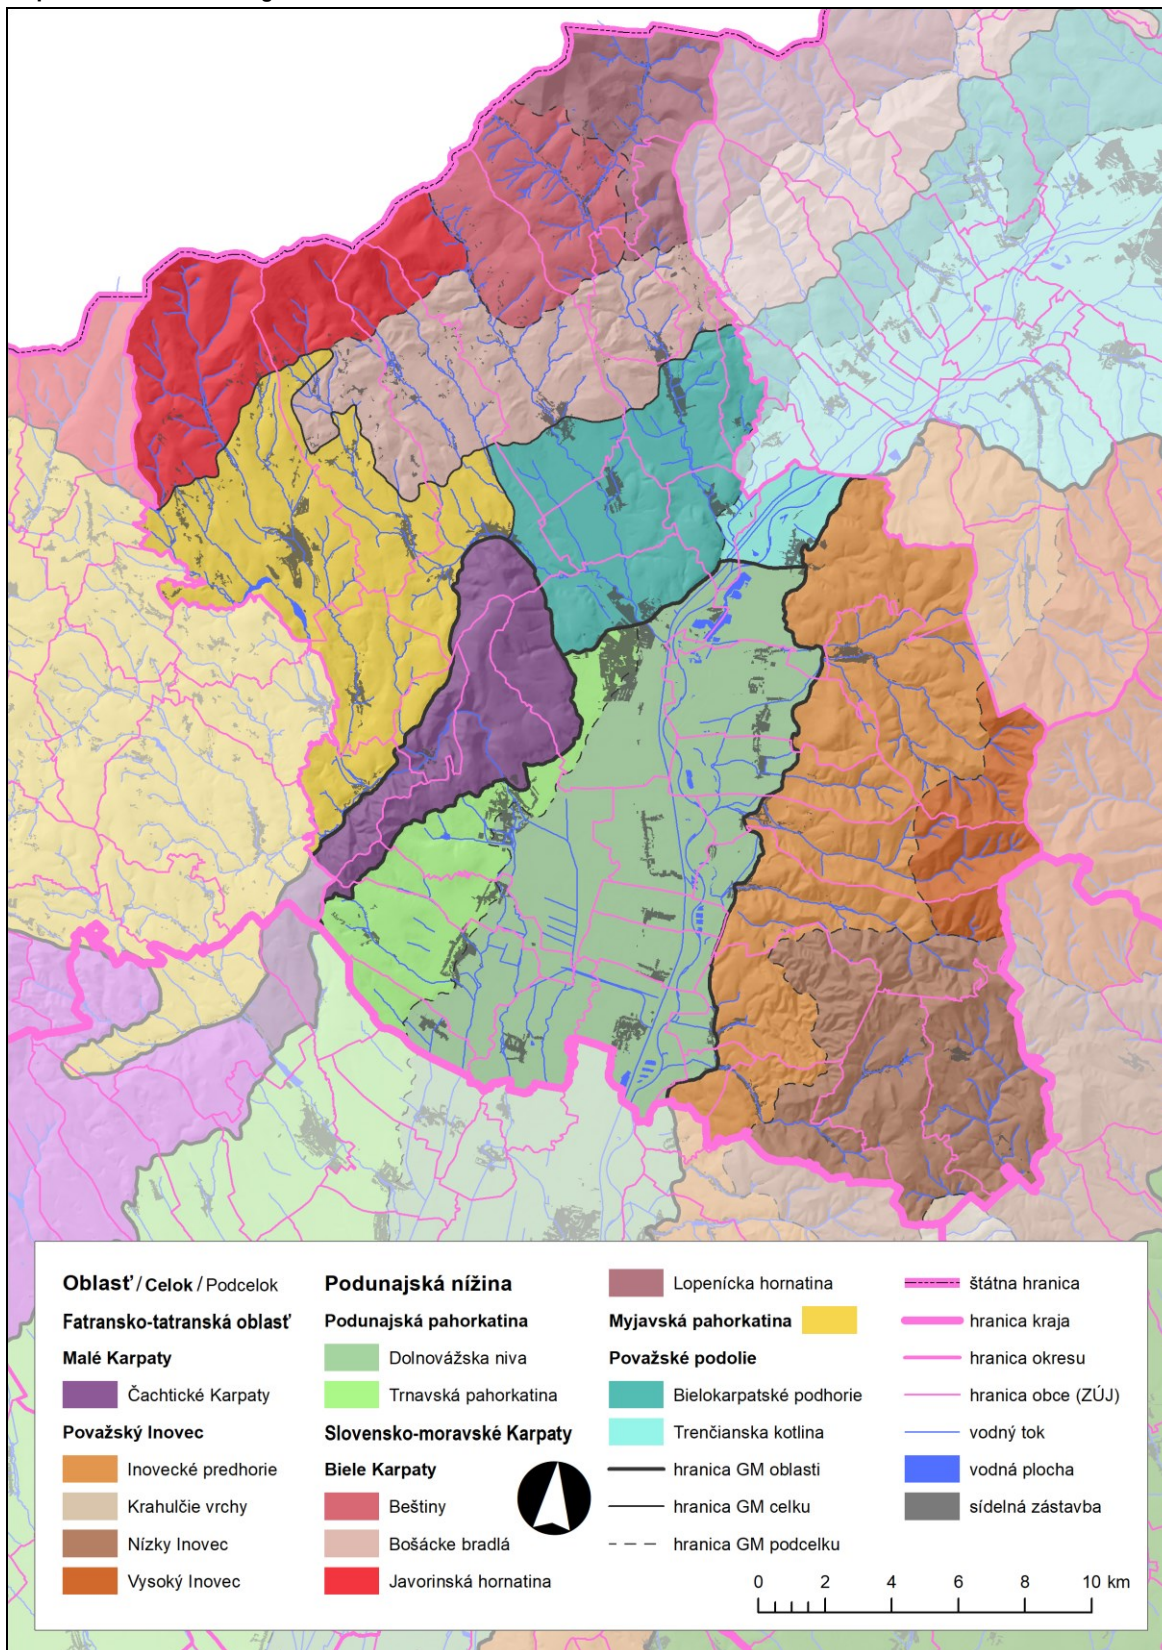 Oblasť / Celok / Podcelok
Fatransko-tatranská oblasť
Malé Karpaty
Čachtické Karpaty
Považský Inovec
Inovecké predhorie
Krahulčie vrchy
Nízky Inovec
Vysoký Inovec
Podunajská nížina
Podunajská pahorkatina
Dolnovážska niva
Trnavská pahorkatina
Slovensko-moravské Karpaty
Biele Karpaty
Beštiny
Bošácke bradlá
Javorinská hornatina
Lopenícka hornatina
Myjavská pahorkatina
Považské podolie
Bielokarpatské podhorie
Trenčianska kotlina
hranica GM oblasti
hranica GM celku
hranica GM podcelku
štátna hranica
hranica kraja
hranica okresu
hranica obce (ZÚJ)
vodný tok
vodná plocha
sídelná zástavba
0 2 4 6 8 10 km